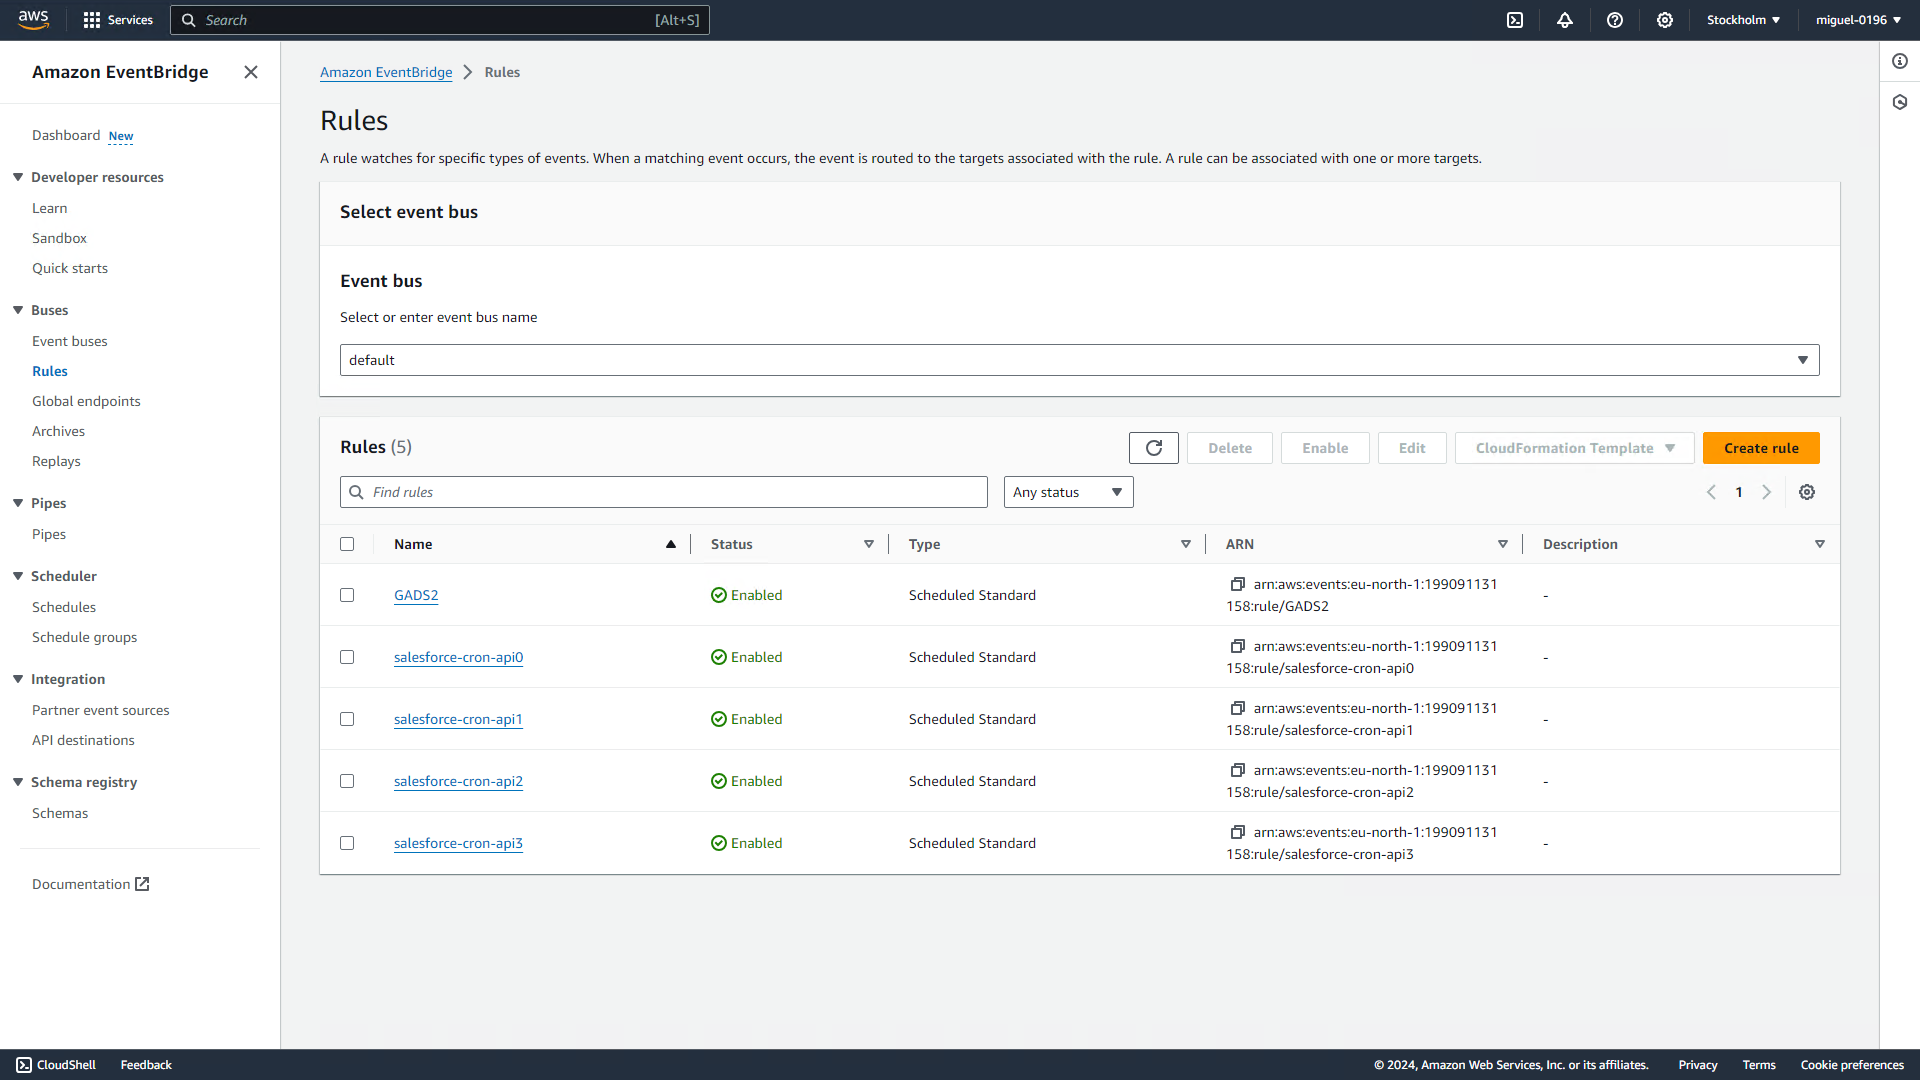 aws
Services
Search
[Alt+S]
Stockholm
miguel-0196
Amazon EventBridge
Dashboard New
Developer resources
Learn
Sandbox
Quick starts
Buses
Event buses
Rules
Global endpoints
Archives
Replays
Pipes
Pipes
Scheduler
Schedules
Schedule groups
Integration
Partner event sources
API destinations
Schema registry
Schemas
Documentation
Amazon EventBridge
Rules
Rules
A rule watches for specific types of events. When a matching event occurs, the event is routed to the targets associated with the rule. A rule can be associated with one or more targets.
Select event bus
Event bus
Select or enter event bus name
default
Rules (5)
Delete
Enable
Edit
CloudFormation Template
Create rule
Find rules
Any status
1
Name
Status
Type
ARN
Description
GADS2
Enabled
Scheduled Standard
arn:aws:events:eu-north-1:199091131
158:rule/GADS2
-
salesforce-cron-api0
Enabled
Scheduled Standard
arn:aws:events:eu-north-1:199091131
158:rule/salesforce-cron-api0
-
salesforce-cron-api1
Enabled
Scheduled Standard
arn:aws:events:eu-north-1:199091131
158:rule/salesforce-cron-api1
-
salesforce-cron-api2
Enabled
Scheduled Standard
arn:aws:events:eu-north-1:199091131
158:rule/salesforce-cron-api2
-
salesforce-cron-api3
Enabled
Scheduled Standard
arn:aws:events:eu-north-1:199091131
158:rule/salesforce-cron-api3
-
CloudShell
Feedback
© 2024, Amazon Web Services, Inc. or its affiliates.
Privacy
Terms
Cookie preferences